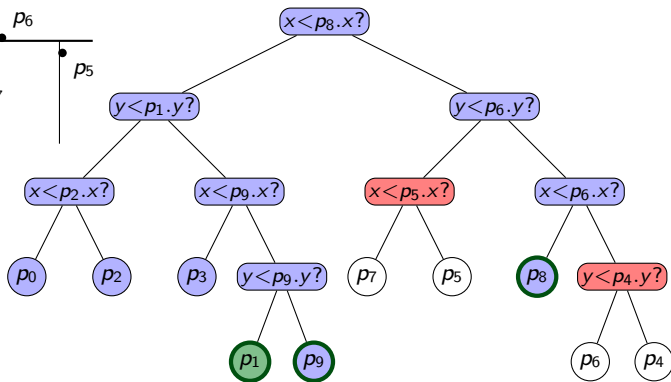 p6
p5
x<p8.x?
y<p1.y?
y<p6.y?
x<p2.x?
x<p9.x?
x<p5.x?
x<p6.x?
p0
p2
p3
y<p9.y?
p7
p5
p8
y<p4.y?
p1
p9
p6
p4